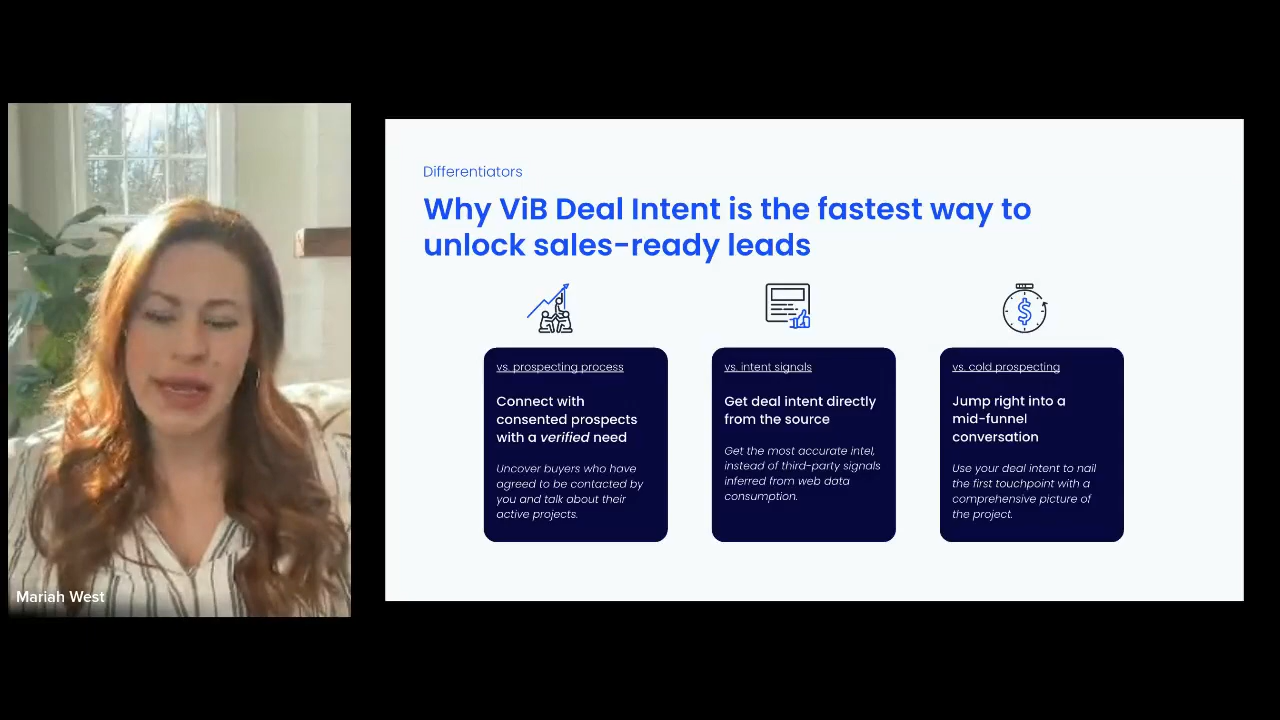 Differentiators
Why ViB Deal Intent is the fastest way to
unlock sales-ready leads
vs. prospecting process
Connect with
consented prospects
with a verified need
Uncover buyers who have
agreed to be contacted by
you and talk about their
active projects.
vs. intent signals
Get deal intent directly
from the source
Get the most accurate intel,
instead of third-party signals
inferred from web data
consumption.
vs. cold prospecting
Jump right into a
mid-funnel
conversation
Use your deal intent to nail
the first touchpoint with a
comprehensive picture of
the project.
$
Mariah West